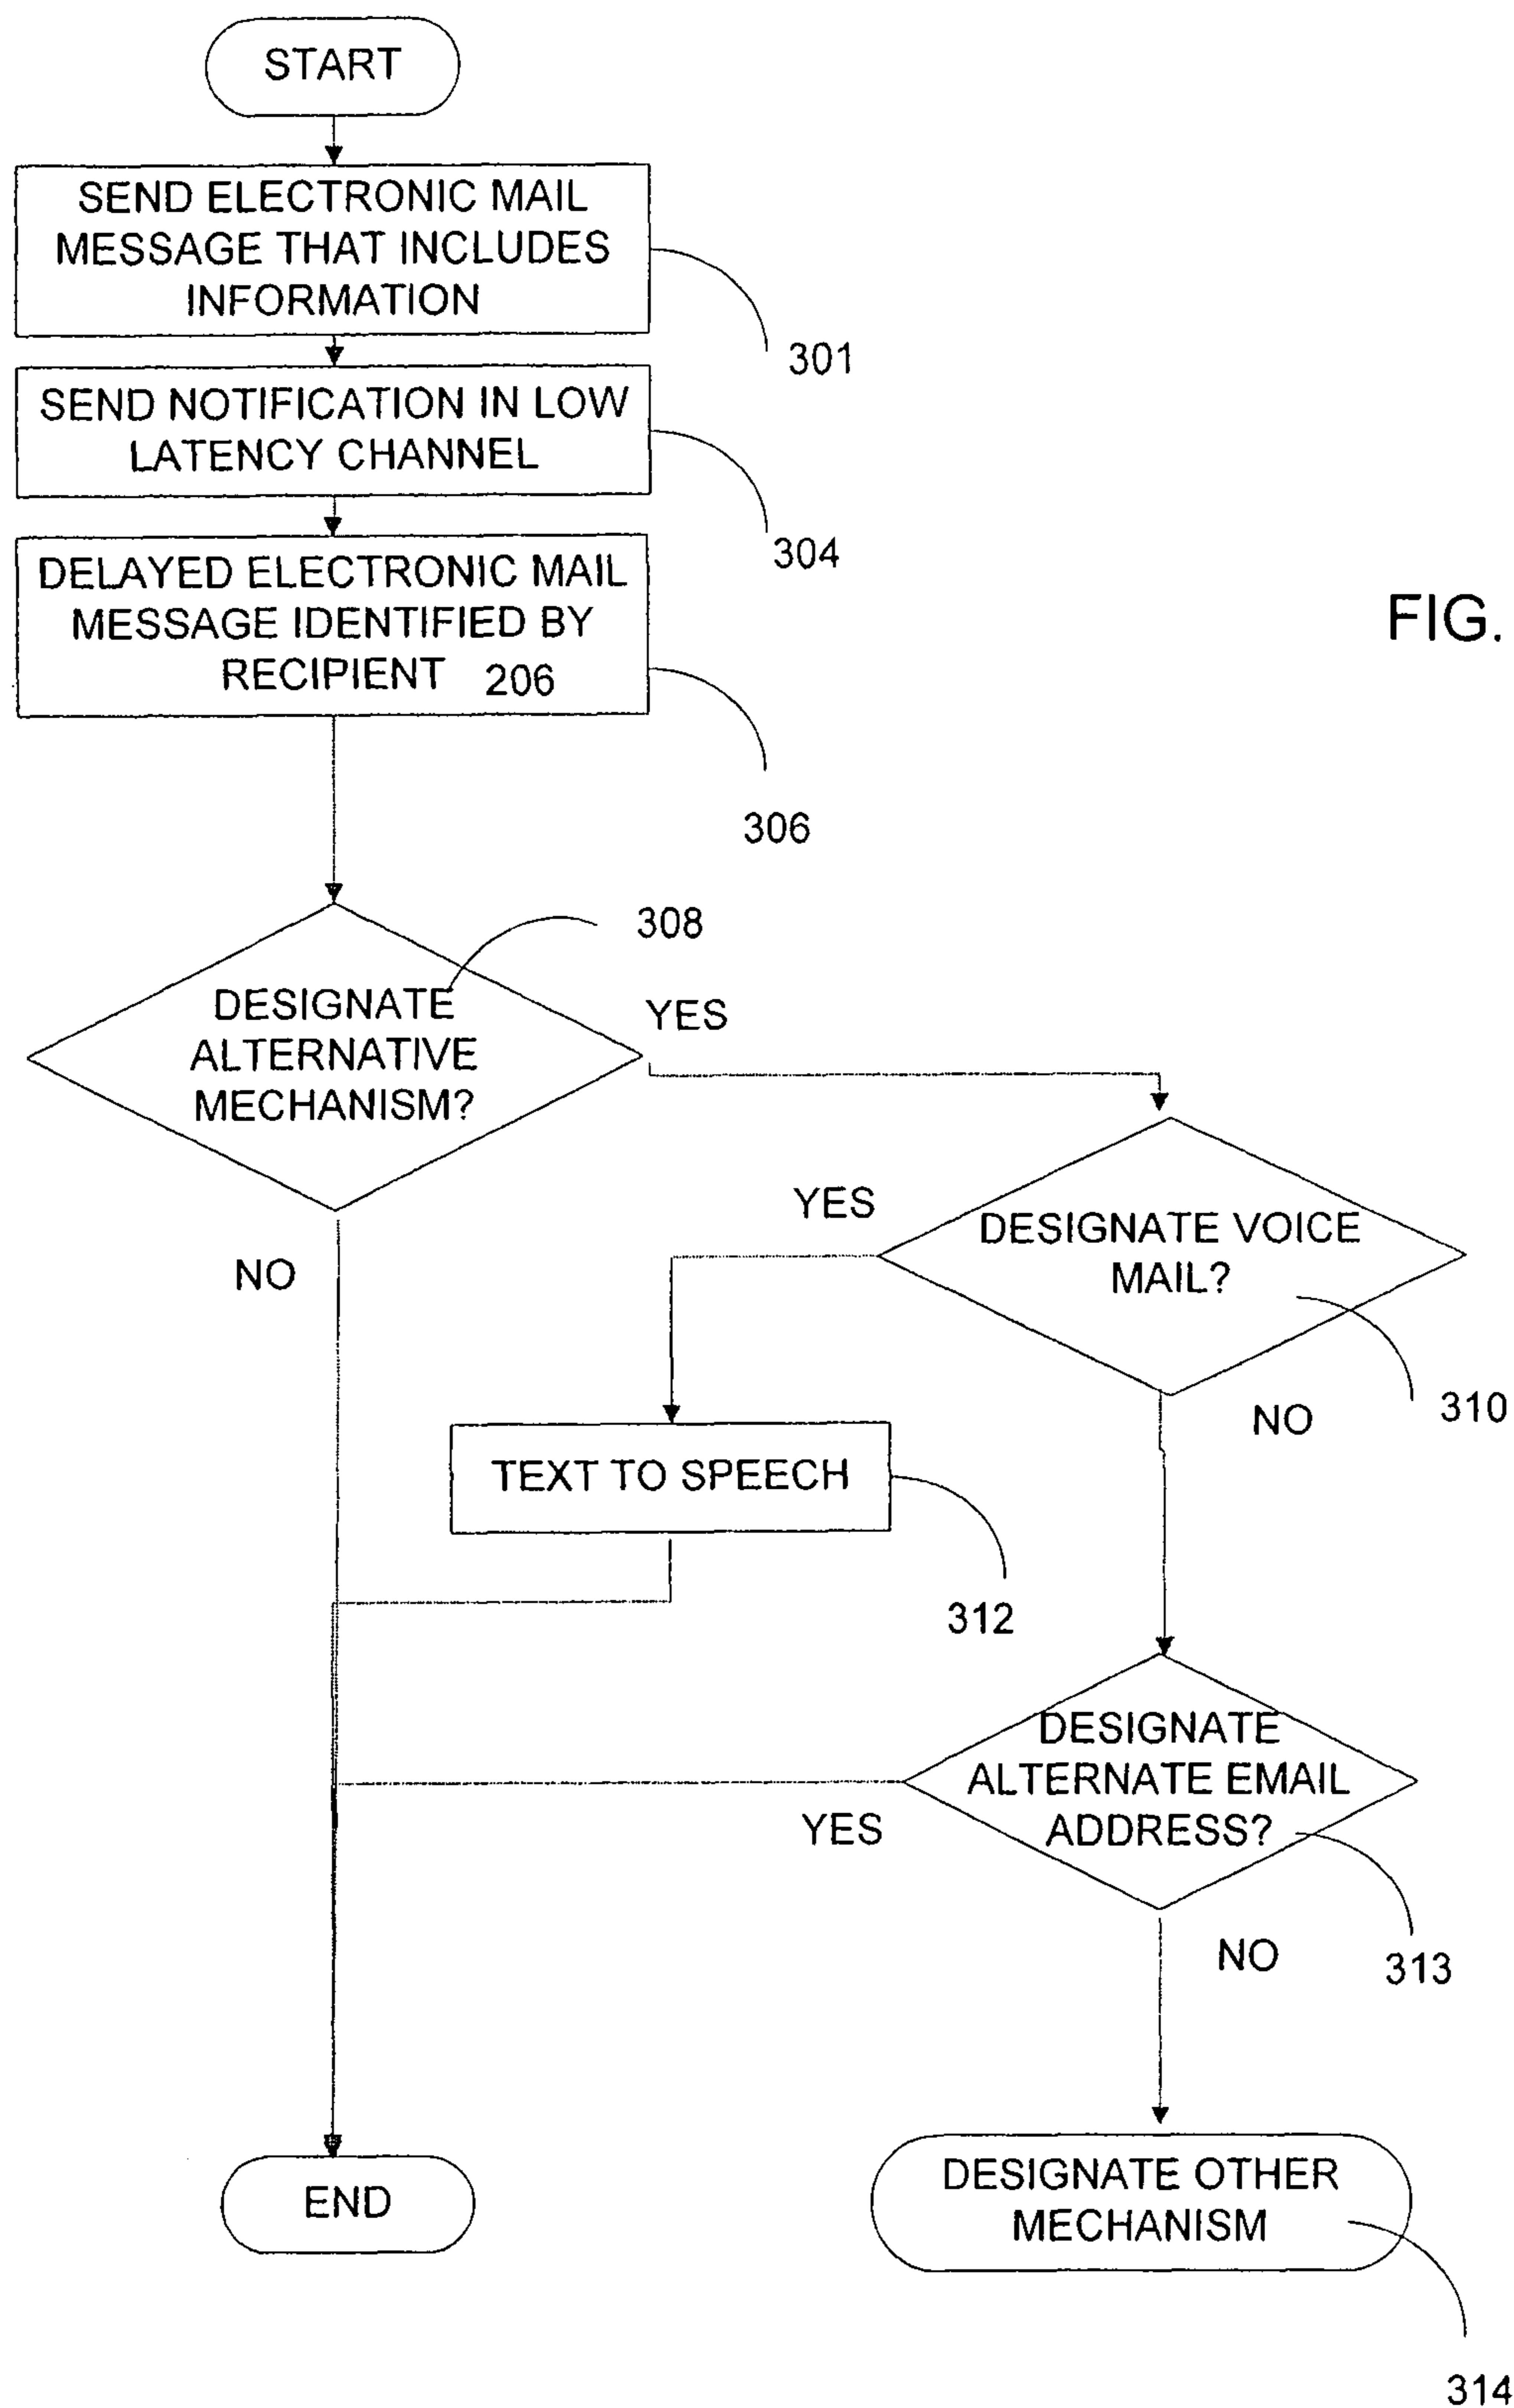 START
SEND ELECTRONIC MAIL
MESSAGE THAT INCLUDES
INFORMATION
301
SEND NOTIFICATION IN LOW
LATENCY CHANNEL
304
DELAYED ELECTRONIC MAIL
MESSAGE IDENTIFIED BY
RECIPIENT 206
FIG.
306
308
DESIGNATE
ALTERNATIVE
MECHANISM?
YES
YES
DESIGNATE VOICE
MAIL?
NO
310
NO
TEXT TO SPEECH
312
DESIGNATE
ALTERNATE EMAIL
ADDRESS?
YES
NO
313
DESIGNATE OTHER
MECHANISM
END
314